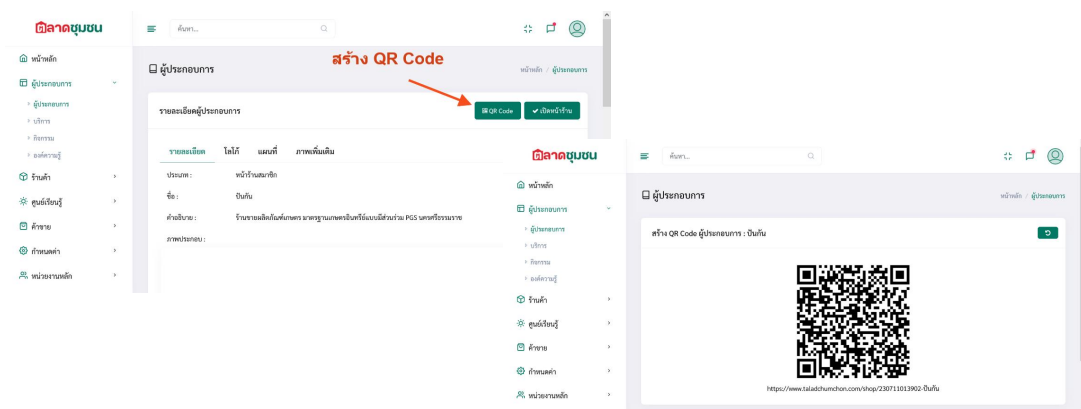 ตลาดชุมชน
ค้นหา...
หน้าหลัก
ผู้ประกอบการ
ผู้ประกอบการ
บริการ
กิจกรรม
องค์ความรู้
ร้านค้า
ศูนย์เรียนรู้
ค้าขาย
กำหนดค่า
หน่วยงานหลัก
ผู้ประกอบการ
สร้าง QR Code
หน้าหลัก / ผู้ประกอบการ
รายละเอียดผู้ประกอบการ
QR Code
เปิดหน้าร้าน
รายละเอียด โลโก้ แผนที่ ภาพเพิ่มเติม
ประเภท : หน้าร้านสมาชิก
ชื่อ : ปันกัน
คำอธิบาย : ร้านขายผลิตภัณฑ์เกษตร มาตรฐานเกษตรอินทรีย์แบบมีส่วนร่วม PGS นครศรีธรรมราช
ภาพประกอบ :
ตลาดชุมชน
ค้นหา...
หน้าหลัก
ผู้ประกอบการ
ผู้ประกอบการ
บริการ
กิจกรรม
องค์ความรู้
ร้านค้า
ศูนย์เรียนรู้
ค้าขาย
กำหนดค่า
หน่วยงานหลัก
ผู้ประกอบการ
หน้าหลัก / ผู้ประกอบการ
สร้าง QR Code ผู้ประกอบการ : ปันกัน
https://www.taladchumchon.com/shop/230711013902-ปันกัน